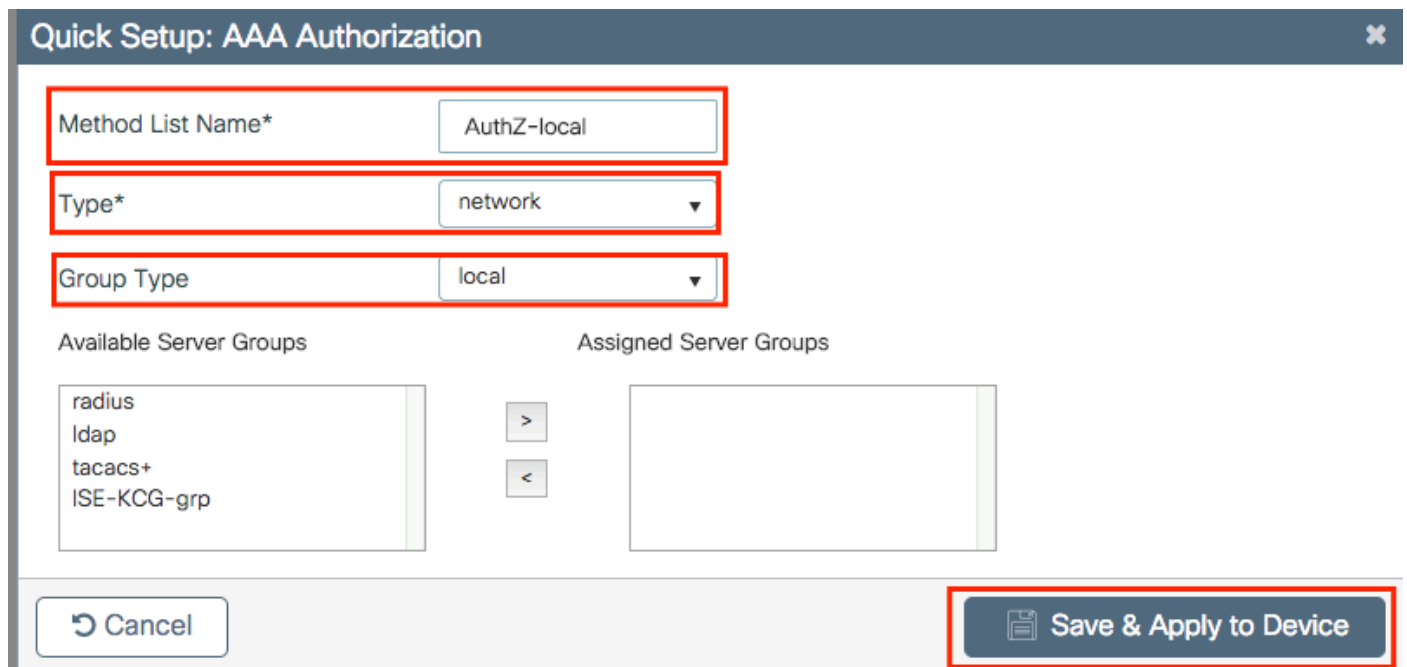 Quick Setup: AAA Authorization
Method List Name* AuthZ-local
Type* network
Group Type local
Available Server Groups Assigned Server Groups
radius
ldap
tacacs+
ISE-KCG-grp
>
<
Cancel Save & Apply to Device